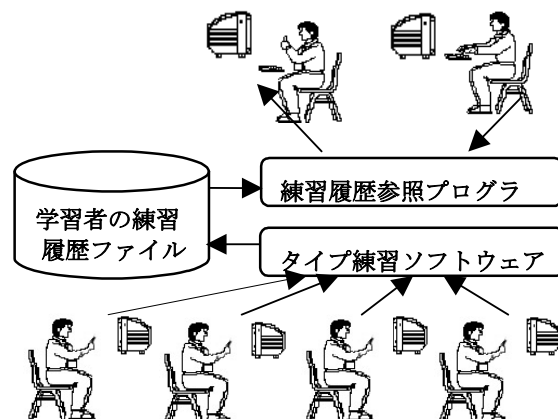 練習履歴参照プログラ
学習者の練習
履歴ファイル
タイプ練習ソフトウェア